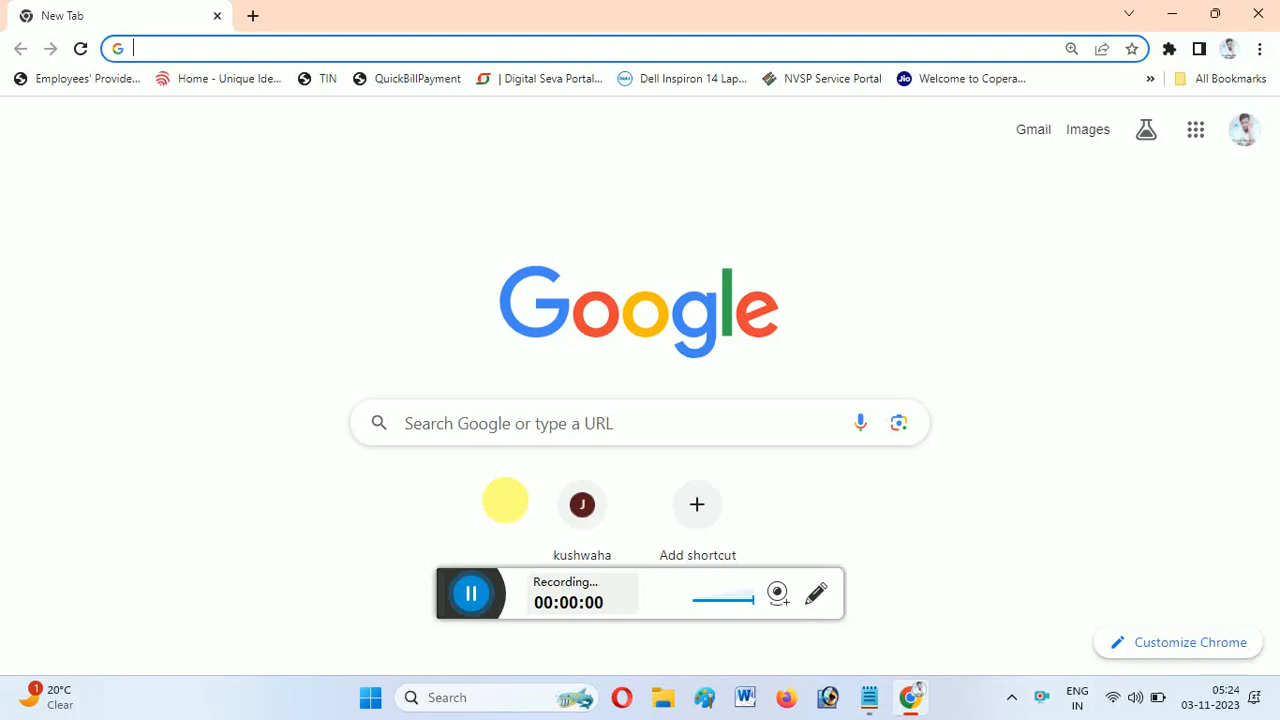 New Tab
Employees' Provide...
Home - Unique Ide...
TIN
QuickBillPayment
| Digital Seva Portal...
Dell Inspiron 14 Lap...
NVSP Service Portal
Jio
Welcome to Copera...
»
All Bookmarks
Gmail
Images
Google
Search Google or type a URL
J
kushwaha
Add shortcut
Recording...
00:00:00
Customize Chrome
1
20°C
Clear
Search
ENG
IN
05:24
03-11-2023